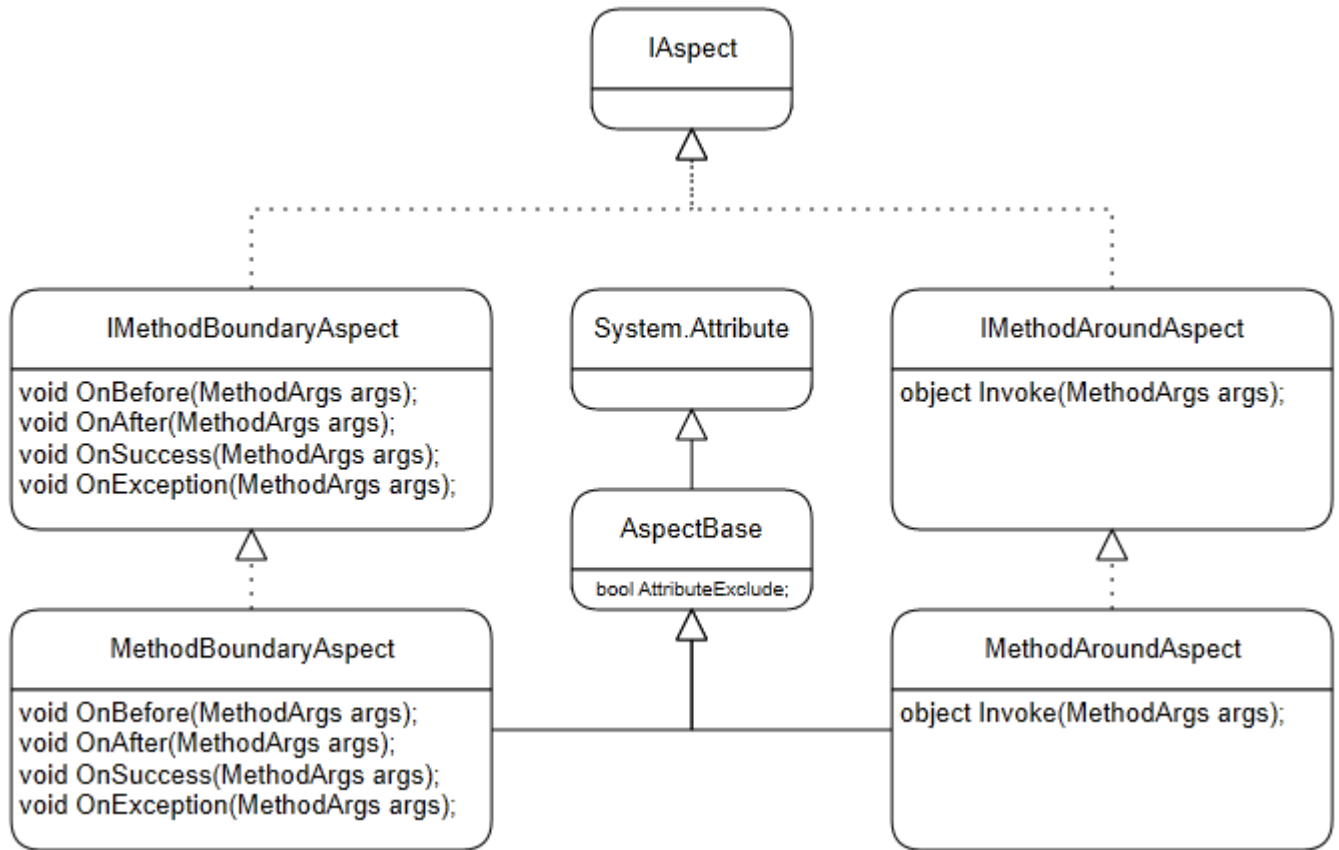 IAspect
IMethodBoundaryAspect
void OnBefore(MethodArgs args);
void OnAfter(MethodArgs args);
void OnSuccess(MethodArgs args);
void OnException(MethodArgs args);
System.Attribute
IMethodAroundAspect
object Invoke(MethodArgs args);
AspectBase
bool AttributeExclude;
MethodBoundaryAspect
void OnBefore(MethodArgs args);
void OnAfter(MethodArgs args);
void OnSuccess(MethodArgs args);
void OnException(MethodArgs args);
MethodAroundAspect
object Invoke(MethodArgs args);